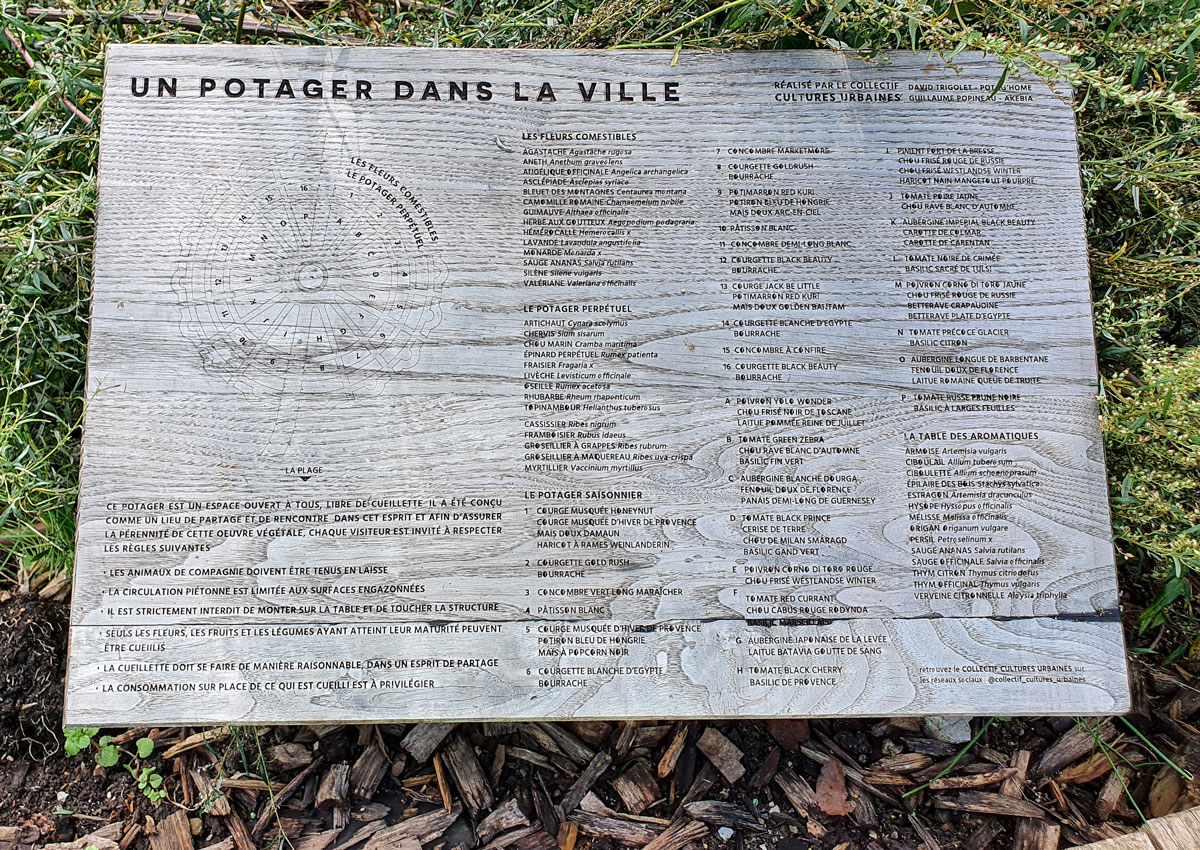 UN POTAGER DANS LA VILLE
RÉALISÉ PAR LE COLLECTIF DAVID TRIGOLET - POT'G'HOME
CULTURES URBAINES GUILLAUME POPINEAU - AKEBIA
LES FLEURS COMESTIBLES
LE POTAGER PERPÉTUEL
LA PLAGE
CE POTAGER EST UN ESPACE OUVERT À TOUS, LIBRE DE CUEILLETTE IL A ÉTÉ CONÇU
COMME UN LIEU DE PARTAGE ET DE RENCONTRE DANS CET ESPRIT ET AFIN D'ASSURER
LA PÉRENNITÉ DE CETTE OEUVRE VÉGÉTALE, CHAQUE VISITEUR EST INVITÉ À RESPECTER
LES RÈGLES SUIVANTES
· LES ANIMAUX DE COMPAGNIE DOIVENT ÊTRE TENUS EN LAISSE
· LA CIRCULATION PIÉTONNE EST LIMITÉE AUX SURFACES ENGAZONNÉES
· IL EST STRICTEMENT INTERDIT DE MONTER SUR LA TABLE ET DE TOUCHER LA STRUCTURE
· SEULS LES FLEURS, LES FRUITS ET LES LÉGUMES AYANT ATTEINT LEUR MATURITÉ PEUVENT
ÊTRE CUEILLIS
· LA CUEILLETTE DOIT SE FAIRE DE MANIÈRE RAISONNABLE, DANS UN ESPRIT DE PARTAGE
· LA CONSOMMATION SUR PLACE DE CE QUI EST CUEILLI EST À PRIVILÉGIER
LES FLEURS COMESTIBLES
AGASTACHE Agastache rugosa
ANETH Anethum graveolens
ANGÉLIQUE OFFICINALE Angelica archangelica
ASCLÉPIADE Asclepias syriaca
BLEUET DES MONTAGNES Centaurea montana
CAMOMILLE ROMAINE Chamaemelum nobile
GUIMAUVE Althaea officinalis
HERBE AUX GOUTTEUX Aegopodium podagraria
HÉMÉROCALLE Hemerocallis x
LAVANDE Lavandula angustifolia
MONARDE Monarda x
SAUGE ANANAS Salvia rutilans
SILÈNE Silene vulgaris
VALÉRIANE Valeriana officinalis
LE POTAGER PERPÉTUEL
ARTICHAUT Cynara scolymus
CHERVIS Sium sisarum
CHOU MARIN Cramba maritima
ÉPINARD PERPÉTUEL Rumex patienta
FRAISIER Fragaria x
LIVÈCHE Levisticum officinale
OSEILLE Rumex acetosa
RHUBARBE Rheum rhaponticum
TOPINAMBOUR Helianthus tuberosus
CASSISSIER Ribes nigrum
FRAMBOISIER Rubus idaeus
GROSEILLIER À GRAPPES Ribes rubrum
GROSEILLIER À MAQUEREAU Ribes uva-crispa
MYRTILLIER Vaccinium myrtillus
LE POTAGER SAISONNIER
1 COURGE MUSQUÉE HONEYNUT
COURGE MUSQUÉE D'HIVER DE PROVENCE
MAIS DOUX DAMAUN
HARICOT À RAMES WEINLANDERIN
2 COURGETTE GOLD RUSH
BOURRACHE
3 CONCOMBRE VERT LONG MARAÎCHER
4 PÂTISSON BLANC
5 COURGE MUSQUÉE D'HIVER DE PROVENCE
POTIRON BLEU DE HONGRIE
MAIS À POPCORN NOIR
6 COURGETTE BLANCHE D'EGYPTE
BOURRACHE
7 CONCOMBRE MARKETMORE
8 COURGETTE GOLDRUSH
BOURRACHE
9 POTIMARRON RED KURI
POTIRON BLEU DE HONGRIE
MAIS DOUX ARC-EN-CIEL
10 PÂTISSON BLANC
11 CONCOMBRE DEMI-LONG BLANC
12 COURGETTE BLACK BEAUTY
BOURRACHE
13 COURGE JACK BE LITTLE
POTIMARRON RED KURI
MAIS DOUX GOLDEN BANTAM
14 COURGETTE BLANCHE D'EGYPTE
BOURRACHE
15 CONCOMBRE À CONFIRE
16 COURGETTE BLACK BEAUTY
BOURRACHE
A POIVRON YOLO WONDER
CHOU FRISÉ NOIR DE TOSCANE
LAITUE POMMÉE REINE DE JUILLET
B TOMATE GREEN ZEBRA
CHOU RAVE BLANC D'AUTOMNE
BASILIC FIN VERT
C AUBERGINE BLANCHE DOURGA
FENOUIL DOUX DE FLORENCE
PANAIS DEMI-LONG DE GUERNESEY
D TOMATE BLACK PRINCE
CERISE DE TERRE
CHOU DE MILAN SMARAGD
BASILIC GAND VERT
E POIVRON CORNO DI TORO ROUGE
CHOU FRISÉ WESTLANDSE WINTER
F TOMATE RED CURRANT
CHOU CABUS ROUGE RODYNDA
BASILIC MARSEILLAIS
G AUBERGINE JAPONAISE DE LA LEVÉE
LAITUE BATAVIA GOUTTE DE SANG
H TOMATE BLACK CHERRY
BASILIC DE PROVENCE
I PIMENT FORT DE LA BRESSE
CHOU FRISÉ ROUGE DE RUSSIE
CHOU FRISÉ WESTLANDSE WINTER
HARICOT NAIN MANGETOUT POURPRE
J TOMATE POIRE JAUNE
CHOU RAVE BLANC D'AUTOMNE
K AUBERGINE IMPERIAL BLACK BEAUTY
CAROTTE DE COLMAR
CAROTTE DE CARENTAN
L TOMATE NOIRE DE CRIMÉE
BASILIC SACRÉ DE TULSI
M POIVRON CORNO DI TORO JAUNE
CHOU FRISÉ ROUGE DE RUSSIE
BETTERAVE CRAPAUDINE
BETTERAVE PLATE D'EGYPTE
N TOMATE PRÉCOCE GLACIER
BASILIC CITRON
O AUBERGINE LONGUE DE BARBENTANE
FENOUIL DOUX DE FLORENCE
LAITUE ROMAINE QUEUE DE TRUITE
P TOMATE RUSSE PRUNE NOIRE
BASILIC À LARGES FEUILLES
LA TABLE DES AROMATIQUES
ARMOISE Artemisia vulgaris
CIBOULAIL Allium tuberosum
CIBOULETTE Allium schoenoprasum
ÉPILAIRE DES BOIS Stachys sylvatica
ESTRAGON Artemisia dracunculus
HYSOPE Hyssopus officinalis
MÉLISSE Melissa officinalis
ORIGAN Origanum vulgare
PERSIL Petroselinum x
SAUGE ANANAS Salvia rutilans
SAUGE OFFICINALE Salvia officinalis
THYM CITRON Thymus citriodorus
THYM OFFICINAL Thymus vulgaris
VERVEINE CITRONNELLE Aloysia triphylla
retrouvez le COLLECTIF CULTURES URBAINES sur
les réseaux sociaux : @collectif_cultures_urbaines